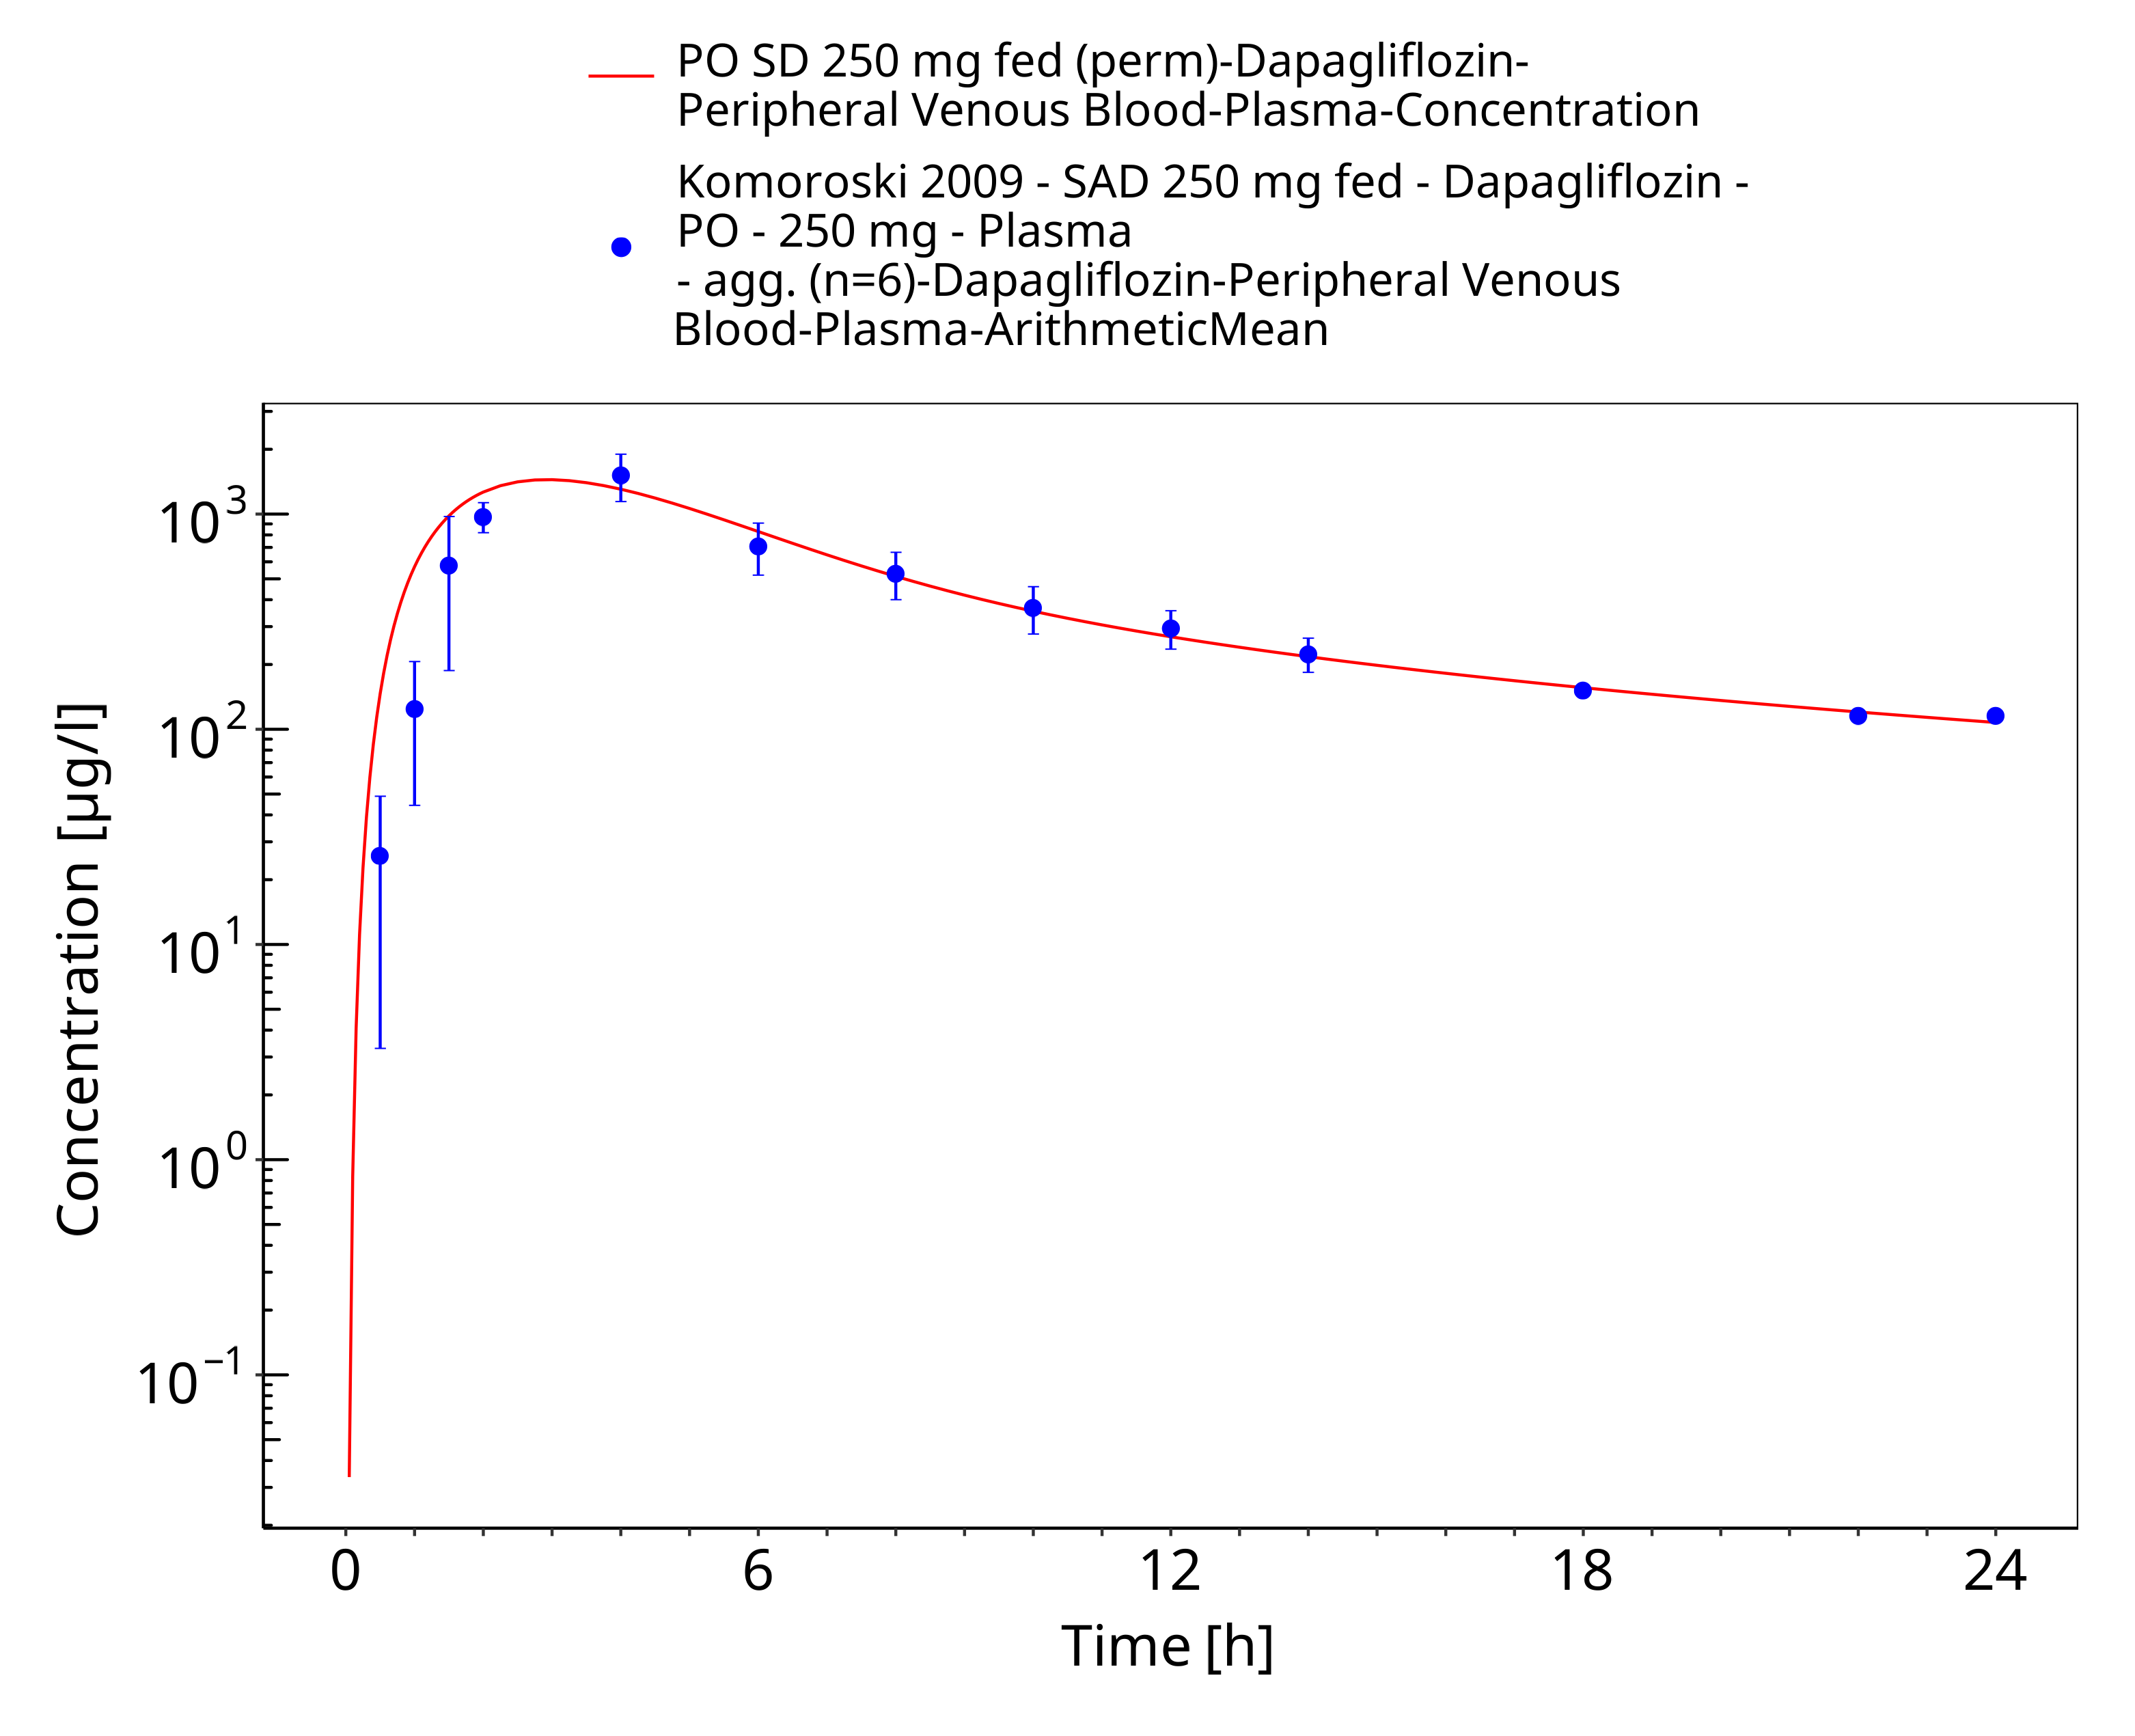 PO SD 250 mg fed (perm)-Dapagliflozin-
Peripheral Venous Blood-Plasma-Concentration
Komoroski 2009 - SAD 250 mg fed - Dapagliflozin -
PO - 250 mg - Plasma
- agg. (n=6)-Dapagliflozin-Peripheral Venous
Blood-Plasma-ArithmeticMean
Concentration [µg/l]
10³
10²
10¹
10⁰
10⁻¹
0 6 12 18 24
Time [h]